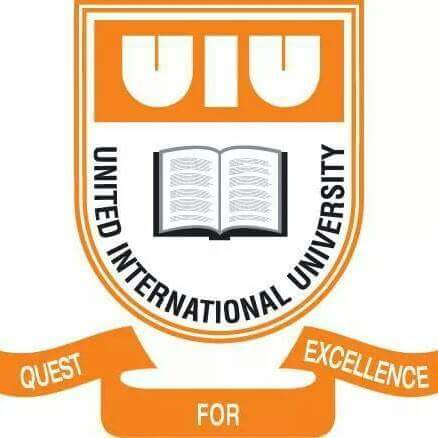 UIU
UNITED INTERNATIONAL UNIVERSITY
QUEST
FOR
EXCELLENCE